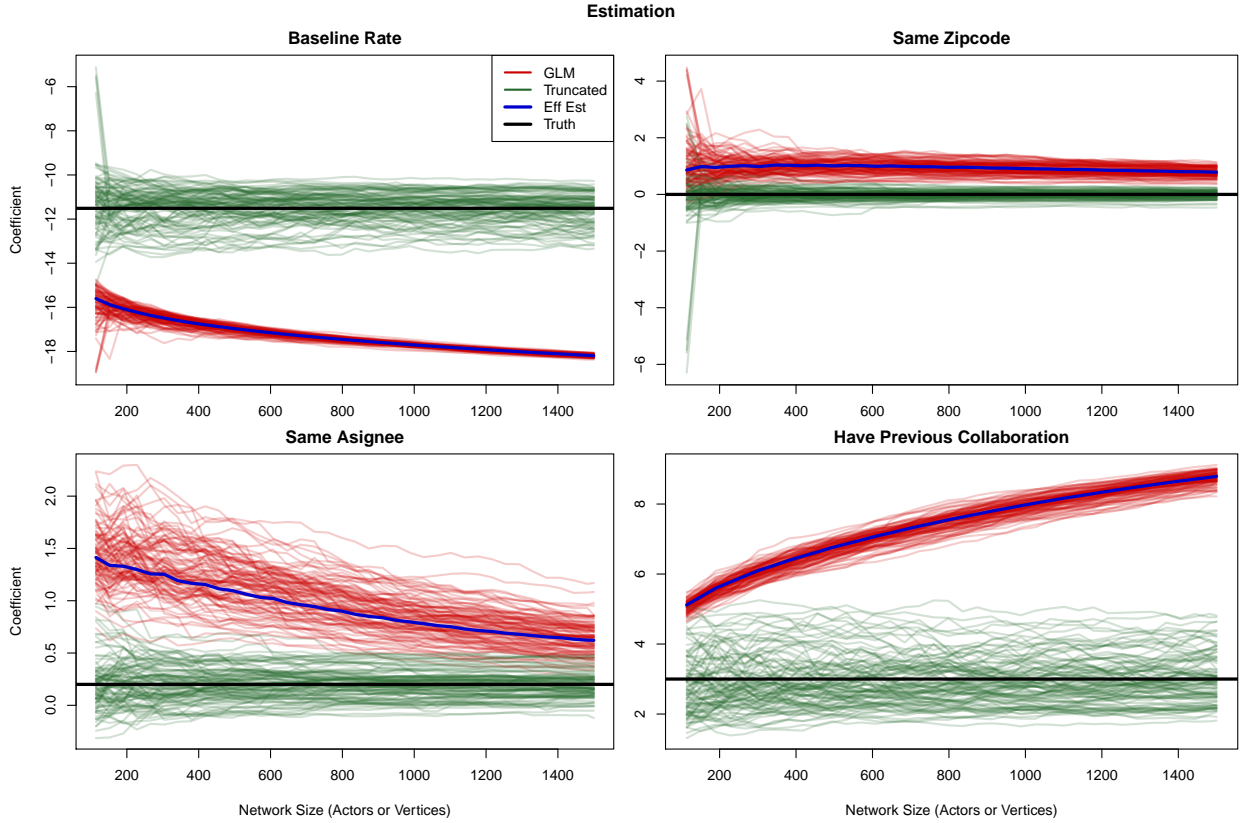 Estimation
Baseline Rate
Coefficient
−6
−8
−10
−12
−14
−16
−18
GLM
Truncated
Eff Est
Truth
200 400 600 800 1000 1200 1400
Same Zipcode
4
2
0
−2
−4
−6
200 400 600 800 1000 1200 1400
Same Asignee
Coefficient
2.0
1.5
1.0
0.5
0.0
200 400 600 800 1000 1200 1400
Network Size (Actors or Vertices)
Have Previous Collaboration
8
6
4
2
200 400 600 800 1000 1200 1400
Network Size (Actors or Vertices)